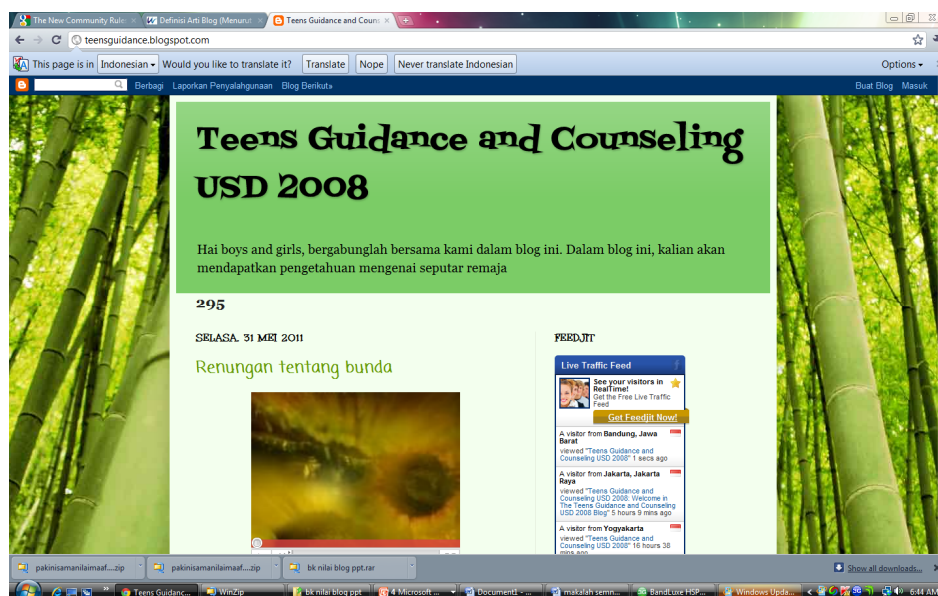 The New Community Rule
Definisi Arti Blog (Menurut
Teens Guidance and Couns
teensguidance.blogspot.com
This page is in Indonesian Would you like to translate it? Translate Nope Never translate Indonesian Options
Berbagi Laporkan Penyalahgunaan Blog Berikut» Buat Blog Masuk
Teens Guidance and Counseling
USD 2008
Hai boys and girls, bergabunglah bersama kami dalam blog ini. Dalam blog ini, kalian akan
mendapatkan pengetahuan mengenai seputar remaja
295
SELASA, 31 MEI 2011
Renungan tentang bunda
FEEDJIT
Live Traffic Feed
See your visitors in
RealTime!
Get the Free Live Traffic
Feed
Get Feedjit Now!
A visitor from Bandung, Jawa
Barat
viewed "Teens Guidance and
Counseling USD 2008" 1 secs ago
A visitor from Jakarta, Jakarta
Raya
viewed "Teens Guidance and
Counseling USD 2008: Welcome in
The Teens Guidance and Counseling
USD 2008 Blog" 5 hours 9 mins ago
A visitor from Yogyakarta
viewed "Teens Guidance and
Counseling USD 2008" 16 hours 38
mins ago
pakinisamanilaimaaf....zip pakinisamanilaimaaf....zip bk nilai blog ppt.rar Show all downloads...
Teens Guidanc... WinZip bk nilai blog ppt 4 Microsoft ... Document1 - ... makalah semn... BandLuxe HSP... Windows Upda... 6:44 AM